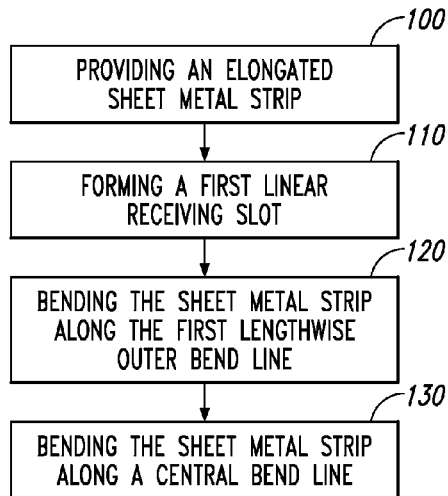 100
PROVIDING AN ELONGATED
SHEET METAL STRIP
110
FORMING A FIRST LINEAR
RECEIVING SLOT
120
BENDING THE SHEET METAL STRIP
ALONG THE FIRST LENGTHWISE
OUTER BEND LINE
130
BENDING THE SHEET METAL STRIP
ALONG A CENTRAL BEND LINE